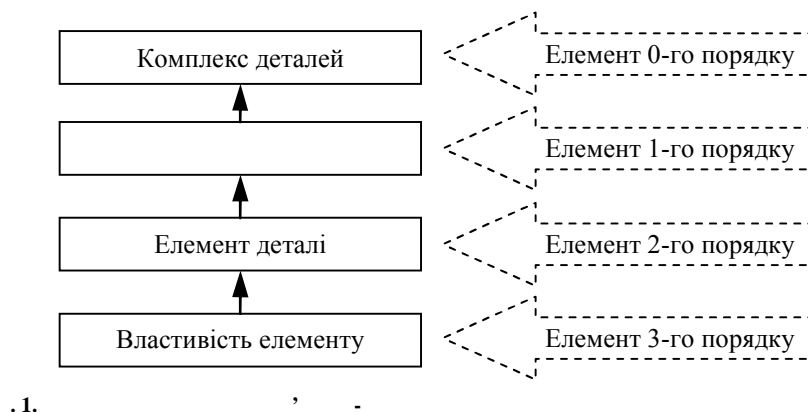 Комплекс деталей
Елемент 0-го порядку
Елемент 1-го порядку
Елемент деталі
Елемент 2-го порядку
Властивість елементу
Елемент 3-го порядку
.1. ’ -